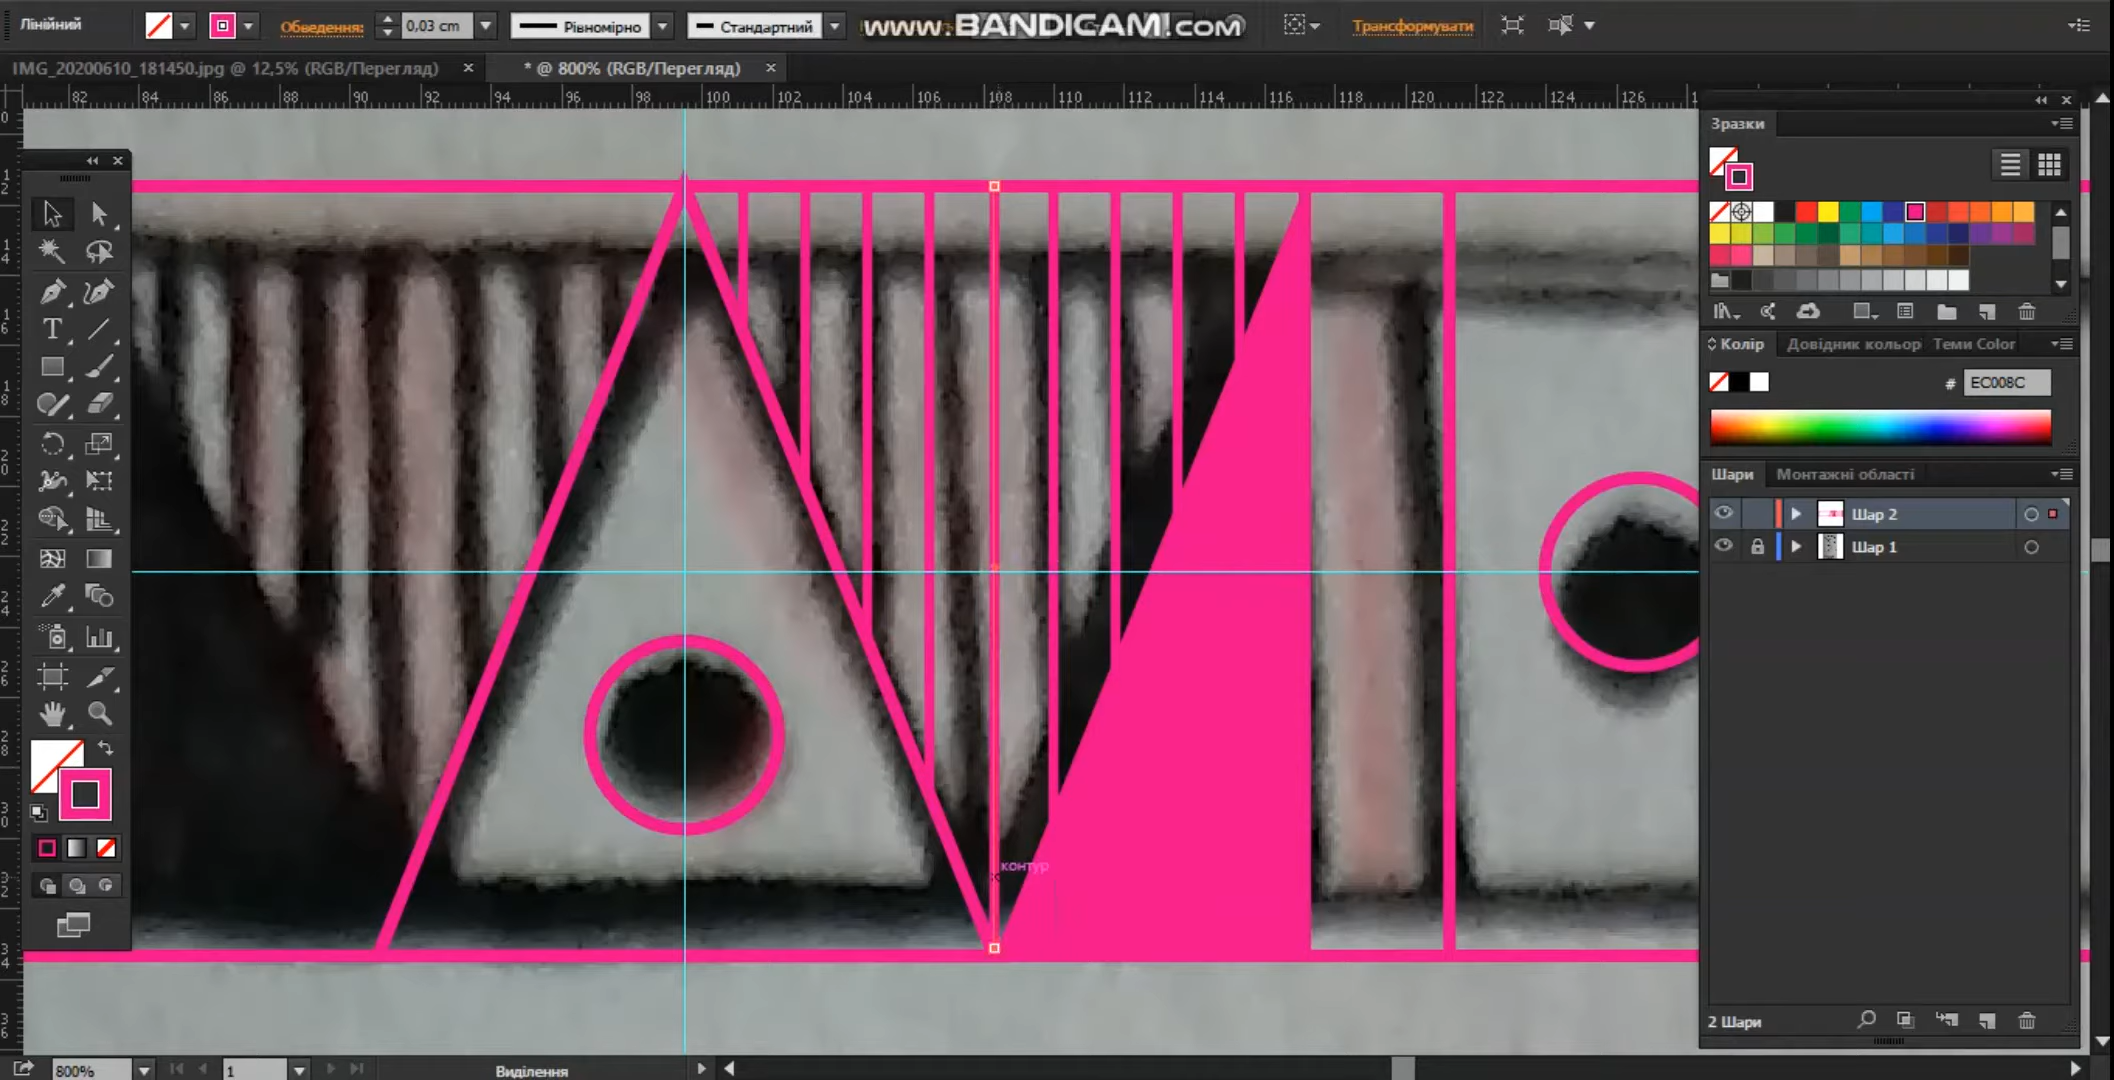 Лінійний
Обведення:
0,03 cm
Рівномірно
Стандартний
www.BANDICAM.com
Трансформувати
IMG_20200610_181450.jpg @ 12,5% (RGB/Перегляд)
* @ 800% (RGB/Перегляд)
82 84 86 88 90 92 94 96 98 100 102 104 106 108 110 112 114 116 118 120 122 124 126
Зразки
Колір
Довідник кольор
Теми Color
# EC008C
Шари
Монтажні області
Шар 2
Шар 1
контур
2 Шари
800%
1
Виділення